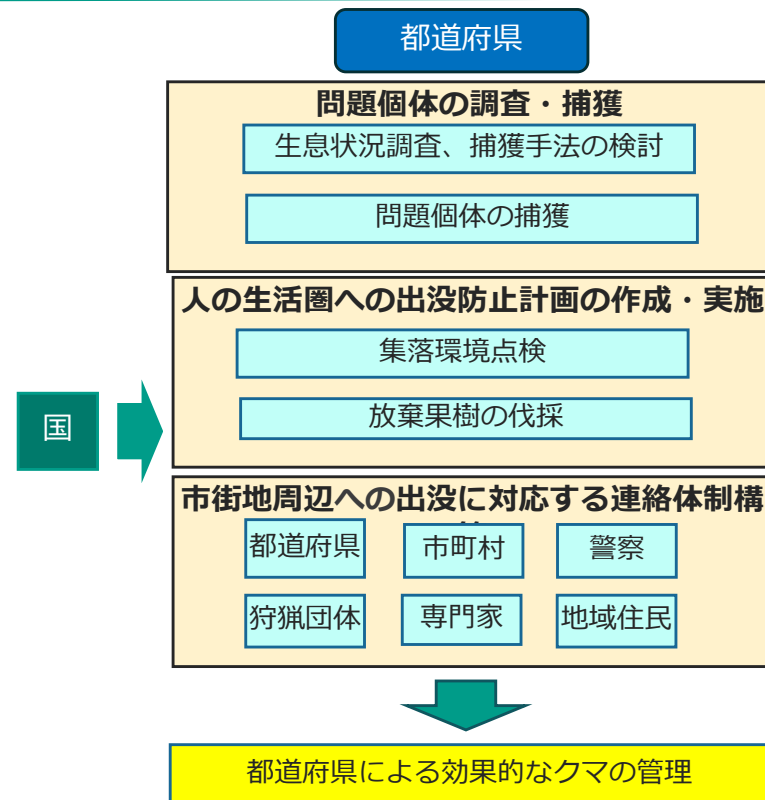 都道府県
問題個体の調査・捕獲
生息状況調査、捕獲手法の検討
問題個体の捕獲
人の生活圏への出没防止計画の作成・実施
集落環境点検
国
放棄果樹の伐採
市街地周辺への出没に対応する連絡体制構
都道府県 市町村 警察
狩猟団体 専門家 地域住民
都道府県による効果的なクマの管理